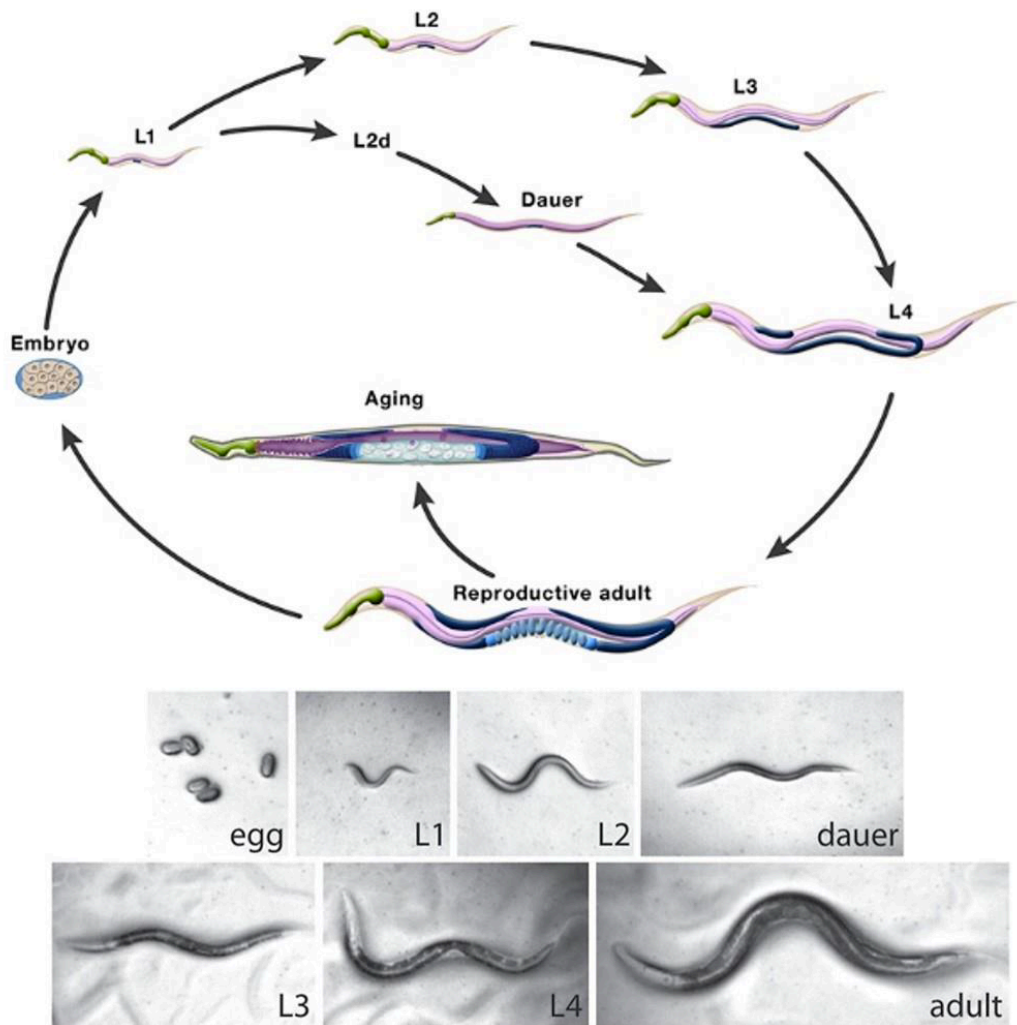 L2
L3
L1
L2d
Dauer
L4
Embryo
Aging
Reproductive adult
egg
L1
L2
dauer
L3
L4
adult